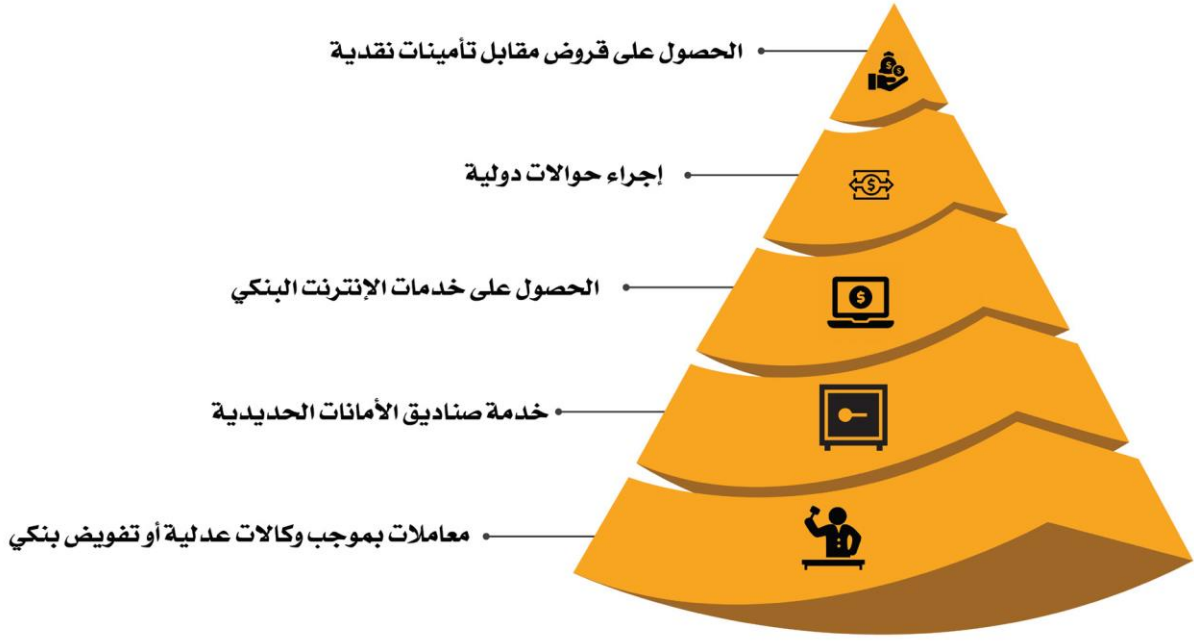 الحصول على قروض مقابل تأمينات نقدية
إجراء حوالات دولية
الحصول على خدمات الإنترنت البنكي
خدمة صناديق الأمانات الحديدية
معاملات بموجب وكالات عدلية أو تفويض بنكي